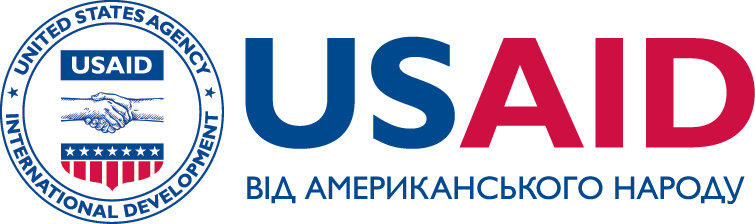 UNITED STATES AGENCY
USAID
INTERNATIONAL DEVELOPMENT
USAID
ВІД АМЕРИКАНСЬКОГО НАРОДУ